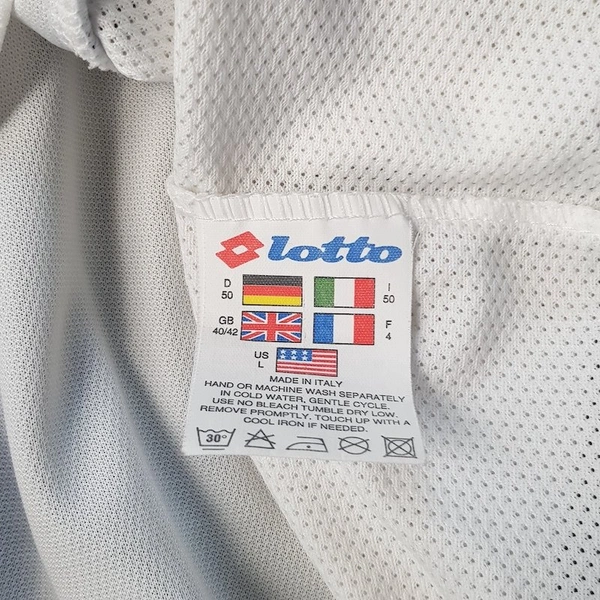 lotto
D 50
I 50
GB 40/42
F 4
US L
MADE IN ITALY
HAND OR MACHINE WASH SEPARATELY
IN COLD WATER, GENTLE CYCLE.
USE NO BLEACH TUMBLE DRY LOW.
REMOVE PROMPTLY. TOUCH UP WITH A
COOL IRON IF NEEDED.
30°